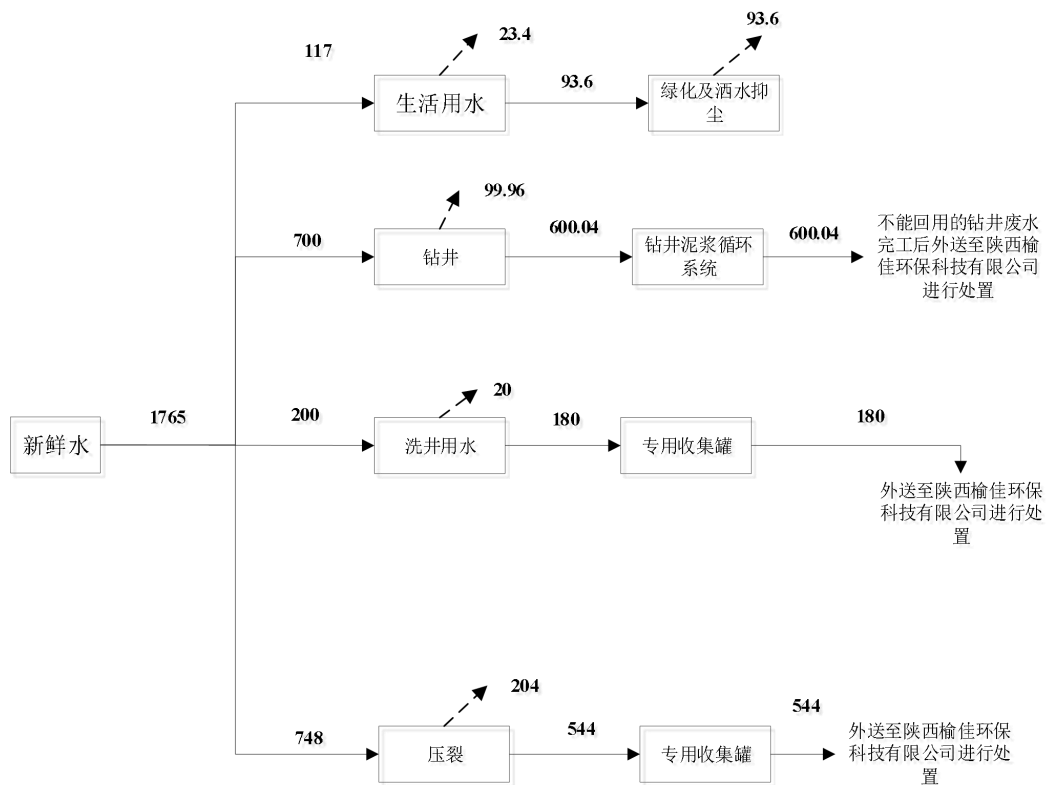 117
23.4
93.6
93.6
生活用水
绿化及洒水抑
尘
700
99.96
600.04
600.04
钻井
钻井泥浆循环
系统
不能回用的钻井废水
完工后外送至陕西榆
佳环保科技有限公司
进行处置
新鲜水
1765
200
20
180
180
洗井用水
专用收集罐
外送至陕西榆佳环保
科技有限公司进行处
置
748
204
544
544
压裂
专用收集罐
外送至陕西榆佳环保
科技有限公司进行处
置